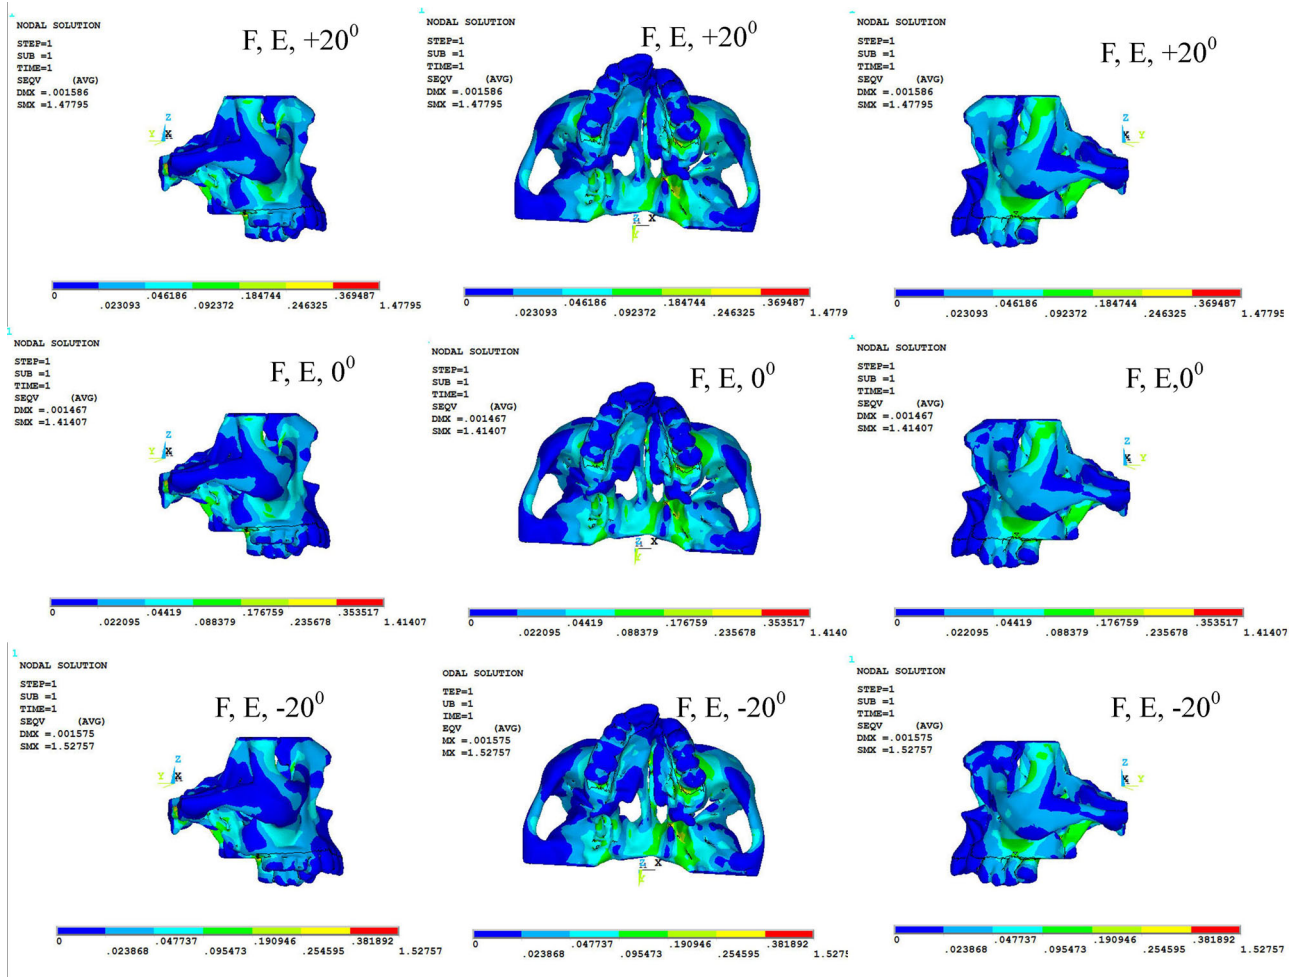 NODAL SOLUTION
STEP=1
SUB =1
TIME=1
SEQV (AVG)
DMX =.001586
SMX =1.47795
F, E, +20⁰
Z
Y X
0 .046186 .184744 .369487
.023093 .092372 .246325 1.47795
NODAL SOLUTION
STEP=1
SUB =1
TIME=1
SEQV (AVG)
DMX =.001586
SMX =1.47795
F, E, +20⁰
Z X
Y
0 .046186 .184744 .369487
.023093 .092372 .246325 1.4779
NODAL SOLUTION
STEP=1
SUB =1
TIME=1
SEQV (AVG)
DMX =.001586
SMX =1.47795
F, E, +20⁰
Z
X Y
0 .046186 .184744 .369487
.023093 .092372 .246325 1.4795
1
NODAL SOLUTION
STEP=1
SUB =1
TIME=1
SEQV (AVG)
DMX =.001467
SMX =1.41407
F, E, 0⁰
Z
Y X
0 .04419 .176759 .353517
.022095 .088379 .235678 1.41407
NODAL SOLUTION
STEP=1
SUB =1
TIME=1
SEQV (AVG)
DMX =.001467
SMX =1.41407
F, E, 0⁰
Z X
Y
0 .04419 .176759 .353517
.022095 .088379 .235678 1.4140
NODAL SOLUTION
STEP=1
SUB =1
TIME=1
SEQV (AVG)
DMX =.001467
SMX =1.41407
F, E,0⁰
Z
X Y
0 .04419 .176759 .353517
.022095 .088379 .235678 1.41407
1
NODAL SOLUTION
STEP=1
SUB =1
TIME=1
SEQV (AVG)
DMX =.001575
SMX =1.52757
F, E, -20⁰
Z
Y X
0 .047737 .190946 .381892
.023868 .095473 .254595 1.52757
ODAL SOLUTION
TEP=1
UB =1
IME=1
EQV (AVG)
MX =.001575
MX =1.52757
F, E, -20⁰
Z X
Y
0 .047737 .190946 .381892
.023868 .095473 .254595 1.5275
1
NODAL SOLUTION
STEP=1
SUB =1
TIME=1
SEQV (AVG)
DMX =.001575
SMX =1.52757
F, E, -20⁰
Z
X Y
0 .047737 .190946 .381892
.023868 .095473 .254595 1.52757